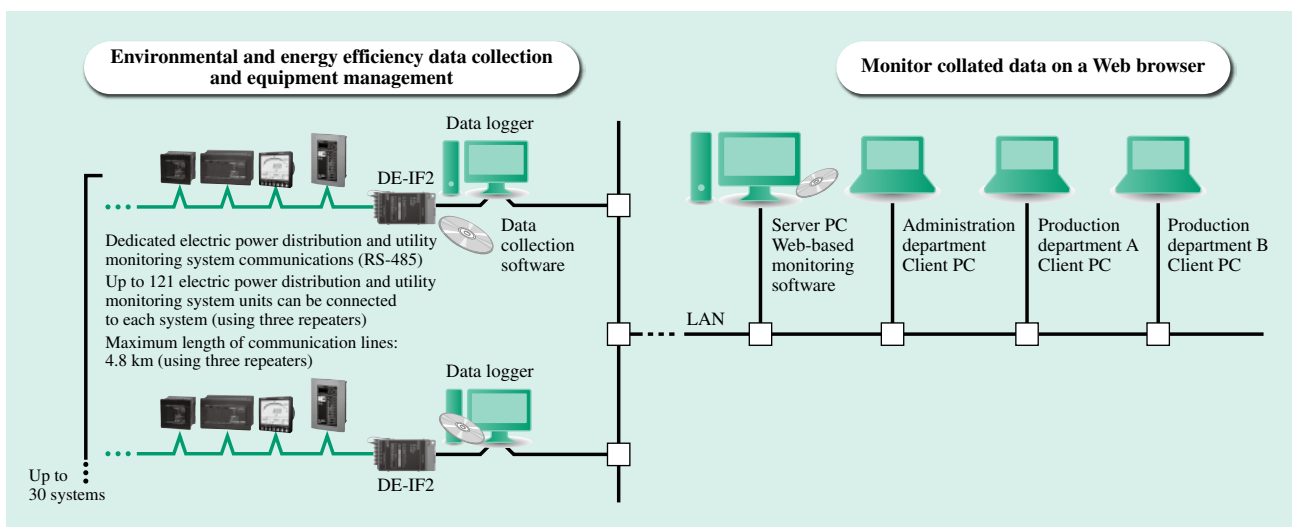 Environmental and energy efficiency data collection
and equipment management
Monitor collated data on a Web browser
Data logger
DE-IF2
Data
collection
software
Dedicated electric power distribution and utility
monitoring system communications (RS-485)
Up to 121 electric power distribution and utility
monitoring system units can be connected
to each system (using three repeaters)
Maximum length of communication lines:
4.8 km (using three repeaters)
Data logger
DE-IF2
Up to
30 systems
LAN
Server PC
Web-based
monitoring
software
Administration
department
Client PC
Production
department A
Client PC
Production
department B
Client PC